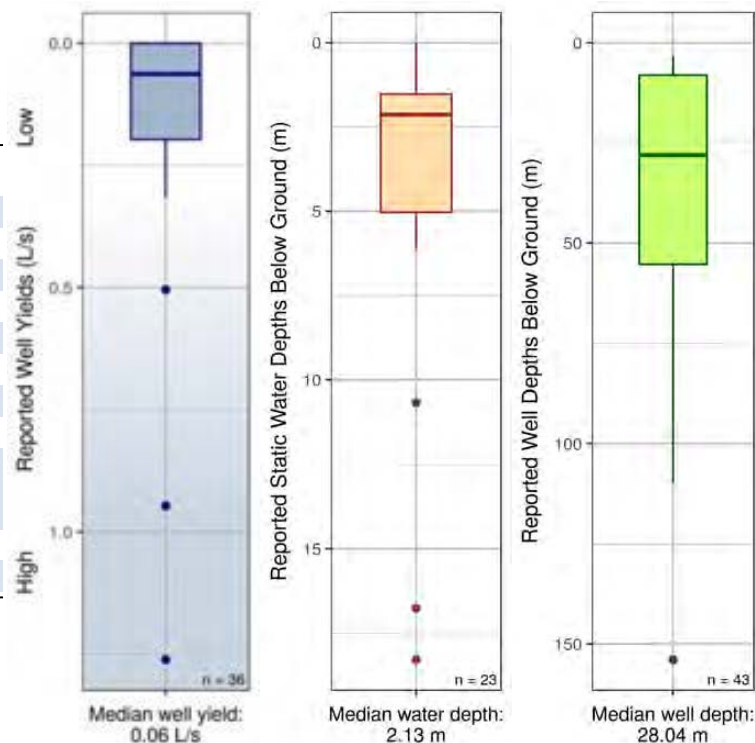 Reported Well Yields (L/s)
Low
High
0.0
0.5
1.0
n = 36
Median well yield:
0.06 L/s
Reported Static Water Depths Below Ground (m)
0
5
10
15
n = 23
Median water depth:
2.13 m
Reported Well Depths Below Ground (m)
0
50
100
150
n = 43
Median well depth:
28.04 m